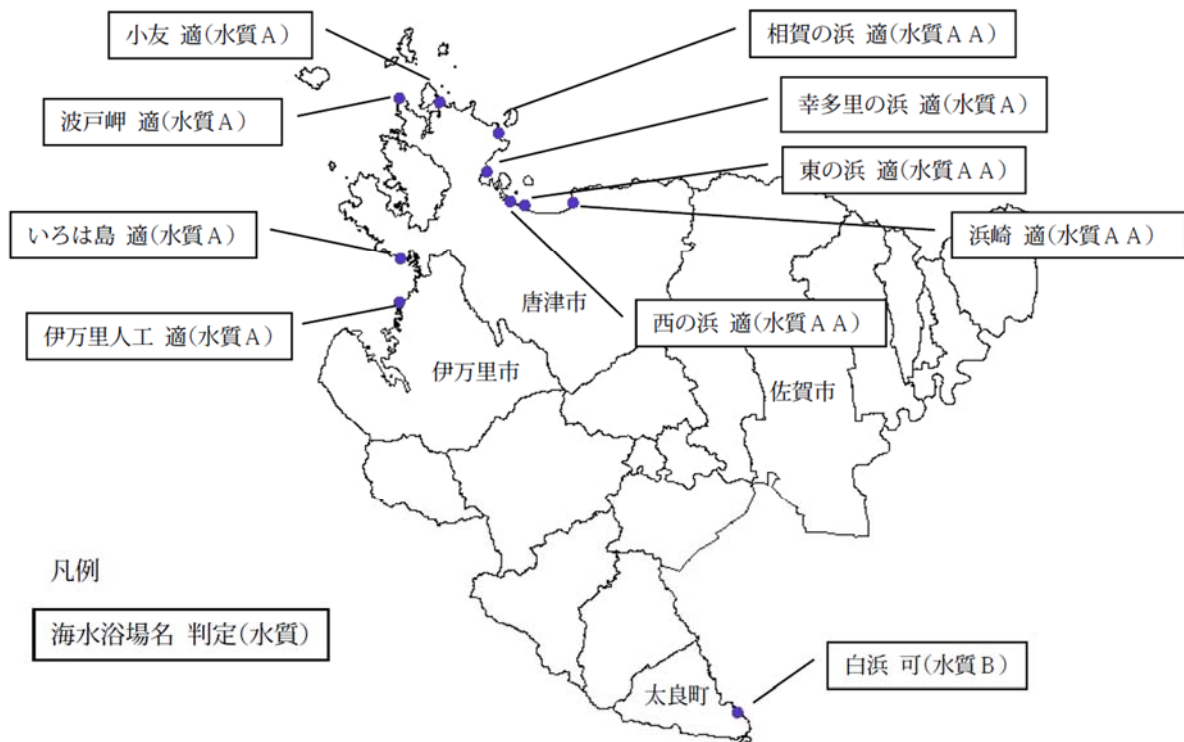 小友 適(水質A)
相賀の浜 適(水質AA)
波戸岬 適(水質A)
幸多里の浜 適(水質A)
東の浜 適(水質AA)
いろは島 適(水質A)
浜崎 適(水質AA)
唐津市
西の浜 適(水質AA)
伊万里人工 適(水質A)
伊万里市
佐賀市
凡例
海水浴場名 判定(水質)
白浜 可(水質B)
太良町